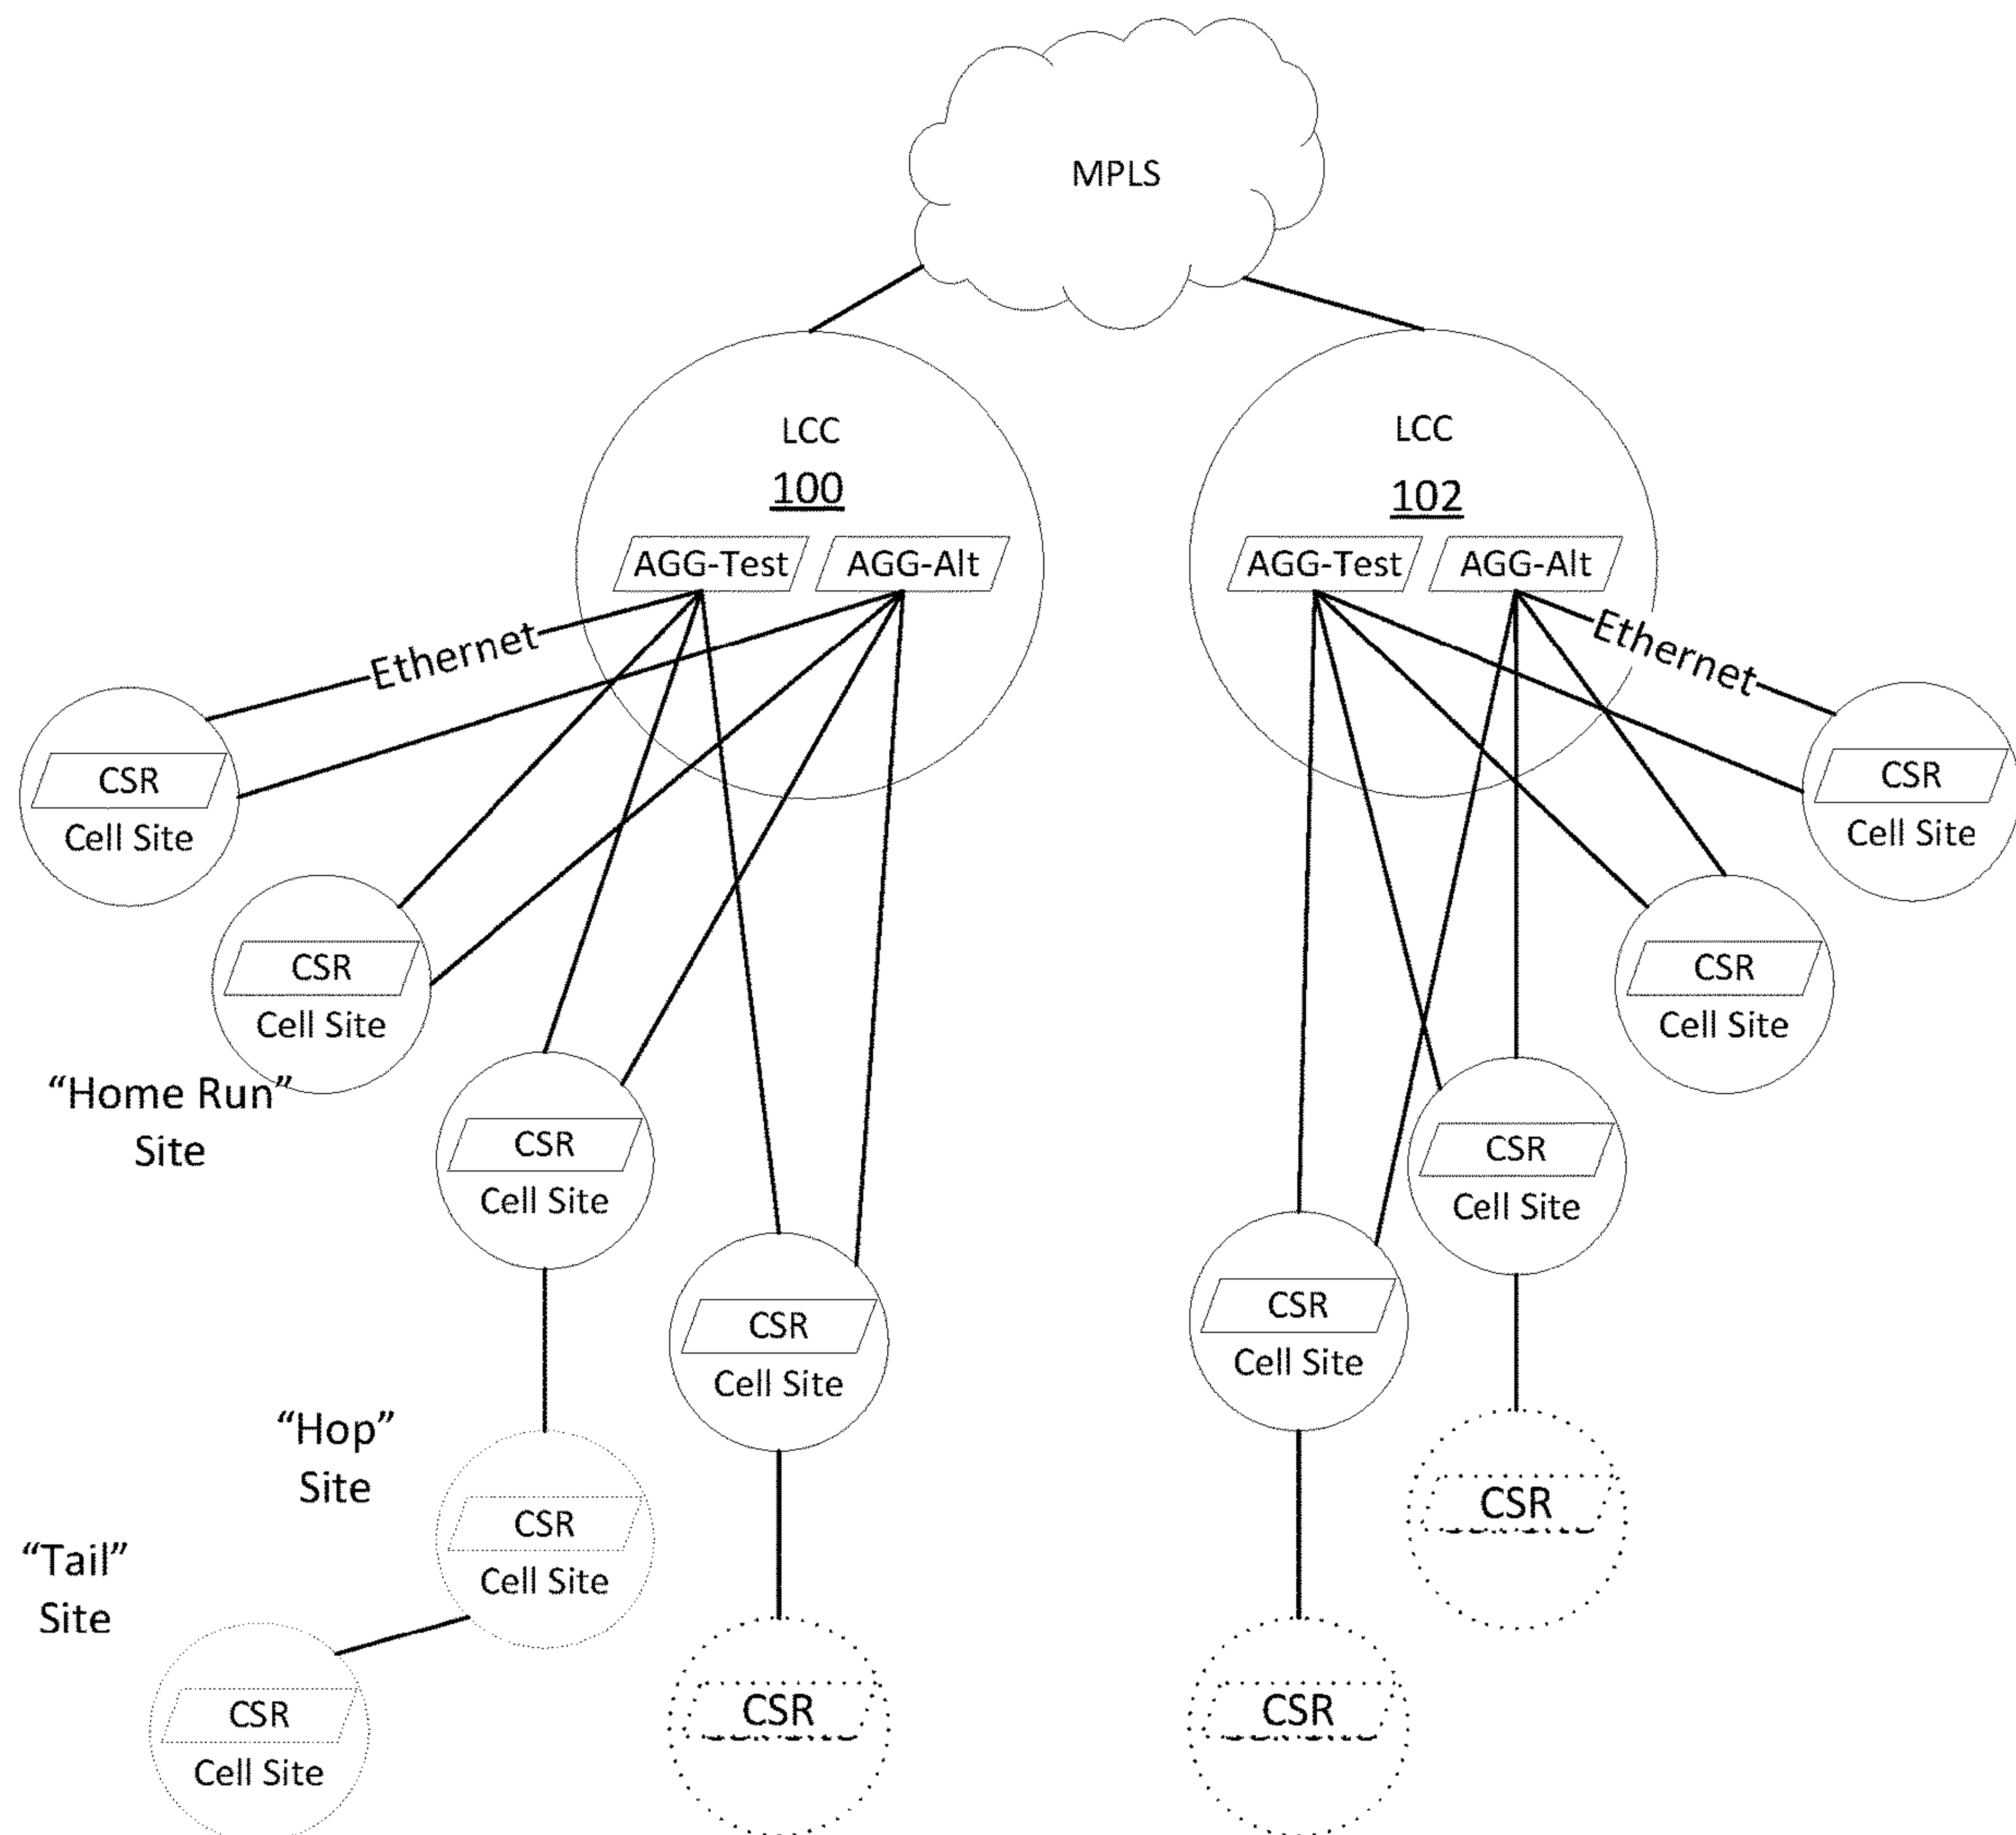 MPLS
LCC
100
AGG-Test
AGG-Alt
LCC
102
AGG-Test
AGG-Alt
Ethernet
Ethernet
CSR
Cell Site
CSR
Cell Site
CSR
Cell Site
CSR
Cell Site
“Home Run”
Site
CSR
Cell Site
CSR
Cell Site
CSR
Cell Site
CSR
Cell Site
“Hop”
Site
CSR
Cell Site
CSR
“Tail”
Site
CSR
Cell Site
CSR
CSR